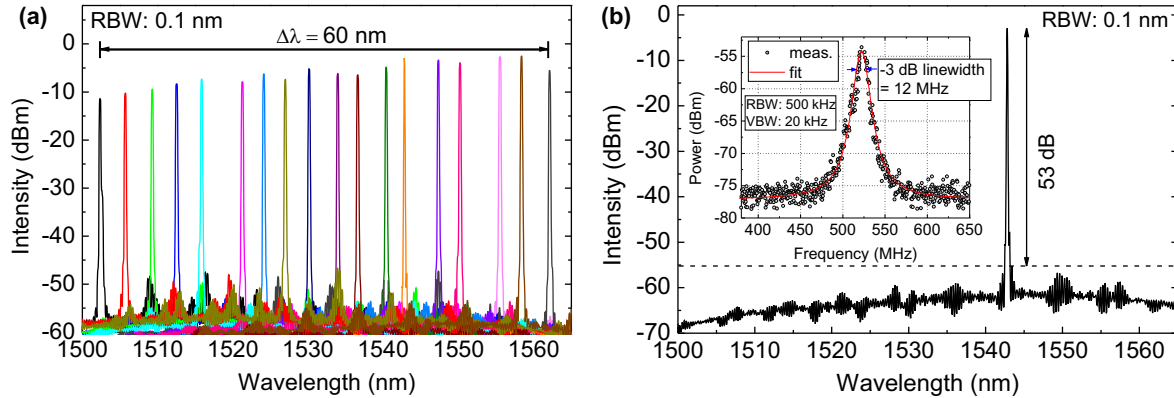 (a)
RBW: 0.1 nm
Δλ = 60 nm
0
-10
-20
-30
-40
-50
-60
Intensity (dBm)
1500 1510 1520 1530 1540 1550 1560
Wavelength (nm)
(b)
RBW: 0.1 nm
0
-10
-20
-30
-40
-50
-60
-70
Intensity (dBm)
53 dB
meas.
fit
-3 dB linewidth
= 12 MHz
RBW: 500 kHz
VBW: 20 kHz
-55
-60
-65
-70
-75
-80
Power (dBm)
400 450 500 550 600 650
Frequency (MHz)
1500 1510 1520 1530 1540 1550 1560
Wavelength (nm)